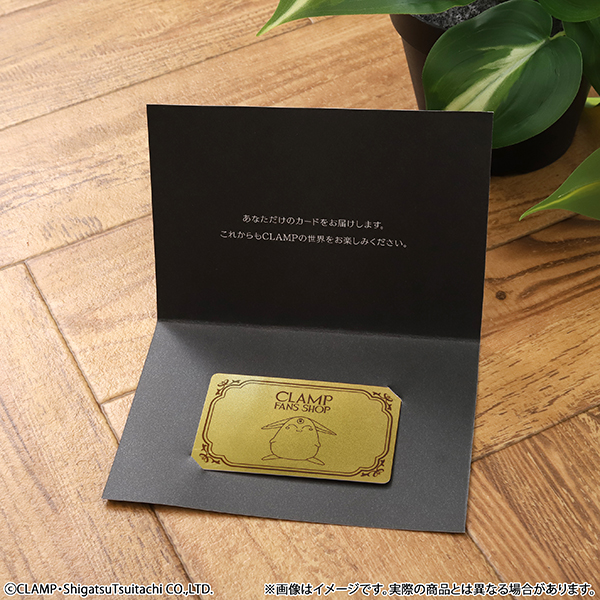 あなただけのカードをお届けします。
これからもCLAMPの世界をお楽しみください。
CLAMP
FANS SHOP
©CLAMP・ShigatsuTsuitachi CO.,LTD.
※画像はイメージです。実際の商品とは異なる場合があります。